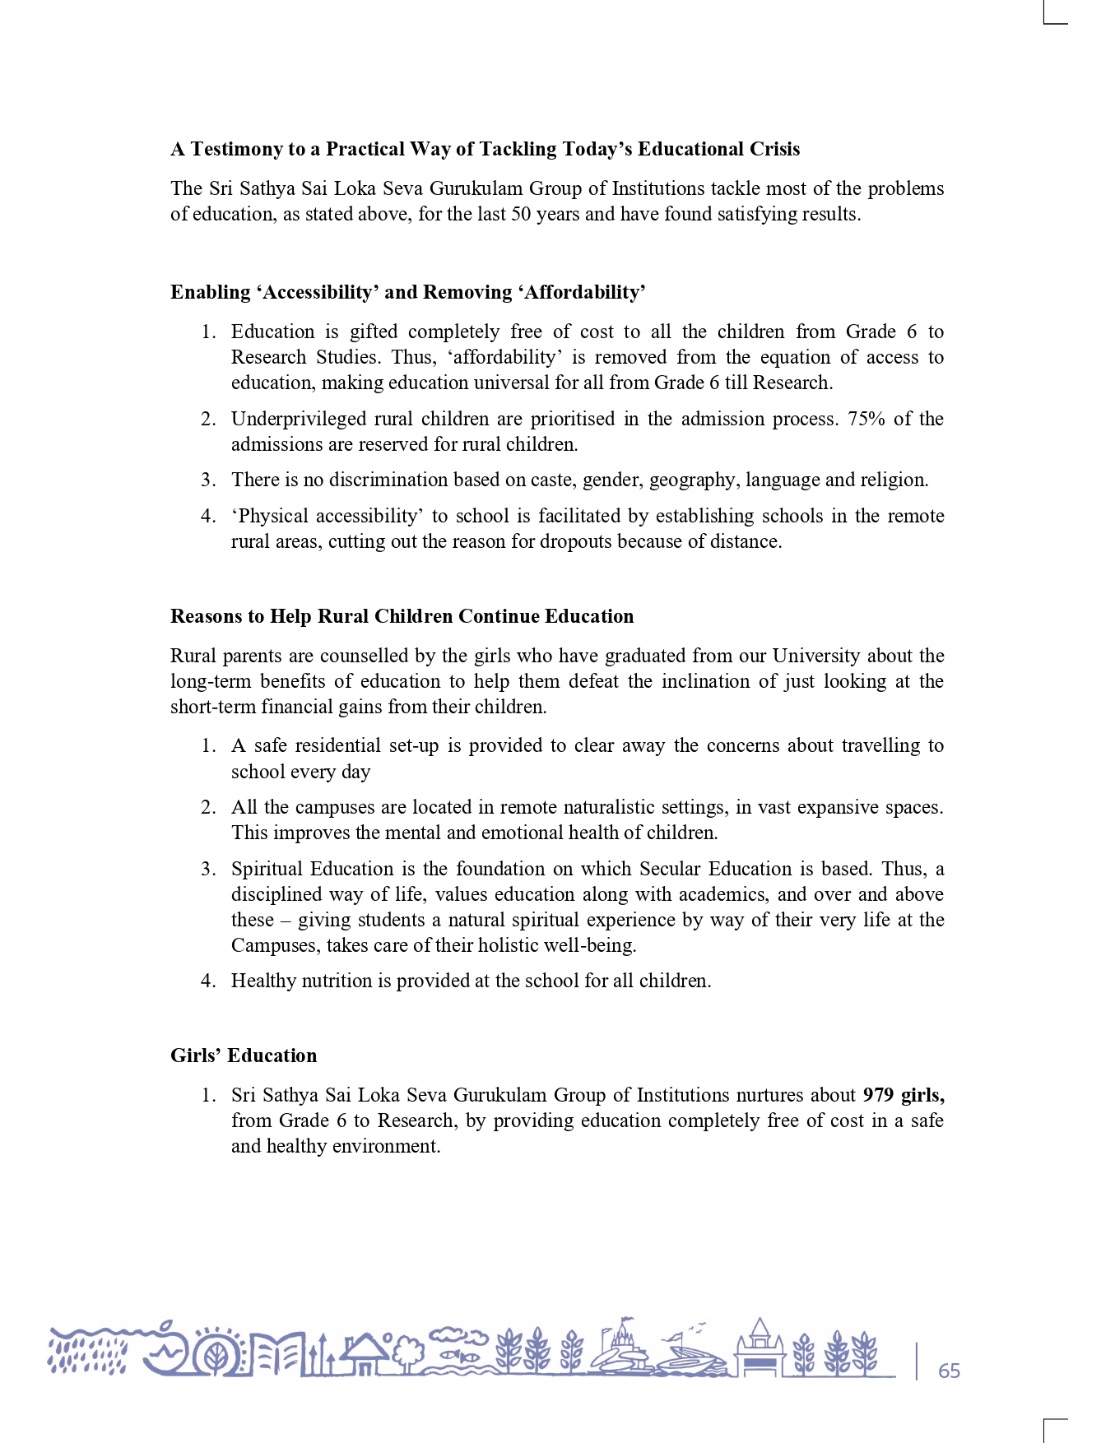 A Testimony to a Practical Way of Tackling Today’s Educational Crisis
The Sri Sathya Sai Loka Seva Gurukulam Group of Institutions tackle most of the problems
of education, as stated above, for the last 50 years and have found satisfying results.
Enabling ‘Accessibility’ and Removing ‘Affordability’
1. Education is gifted completely free of cost to all the children from Grade 6 to
Research Studies. Thus, ‘affordability’ is removed from the equation of access to
education, making education universal for all from Grade 6 till Research.
2. Underprivileged rural children are prioritised in the admission process. 75% of the
admissions are reserved for rural children.
3. There is no discrimination based on caste, gender, geography, language and religion.
4. ‘Physical accessibility’ to school is facilitated by establishing schools in the remote
rural areas, cutting out the reason for dropouts because of distance.
Reasons to Help Rural Children Continue Education
Rural parents are counselled by the girls who have graduated from our University about the
long-term benefits of education to help them defeat the inclination of just looking at the
short-term financial gains from their children.
1. A safe residential set-up is provided to clear away the concerns about travelling to
school every day
2. All the campuses are located in remote naturalistic settings, in vast expansive spaces.
This improves the mental and emotional health of children.
3. Spiritual Education is the foundation on which Secular Education is based. Thus, a
disciplined way of life, values education along with academics, and over and above
these – giving students a natural spiritual experience by way of their very life at the
Campuses, takes care of their holistic well-being.
4. Healthy nutrition is provided at the school for all children.
Girls’ Education
1. Sri Sathya Sai Loka Seva Gurukulam Group of Institutions nurtures about 979 girls,
from Grade 6 to Research, by providing education completely free of cost in a safe
and healthy environment.
65